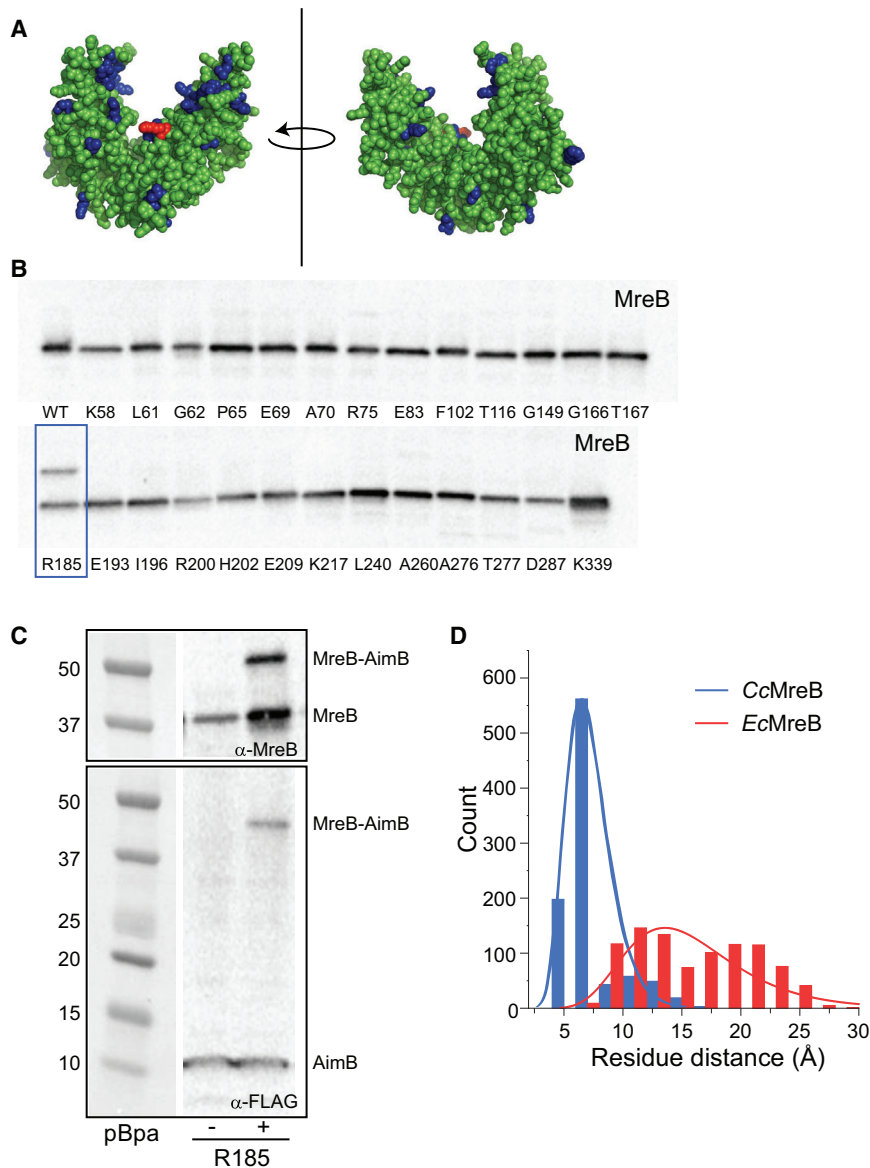 A
B
MreB
WT K58 L61 G62 P65 E69 A70 R75 E83 F102 T116 G149 G166 T167
MreB
R185 E193 I196 R200 H202 E209 K217 L240 A260 A276 T277 D287 K339
C
50
37
MreB-AimB
MreB
α-MreB
50
37
25
20
15
10
MreB-AimB
AimB
α-FLAG
pBpa - +
R185
D
CcMreB
EcMreB
Count
600
500
400
300
200
100
0
5 10 15 20 25 30
Residue distance (Å)